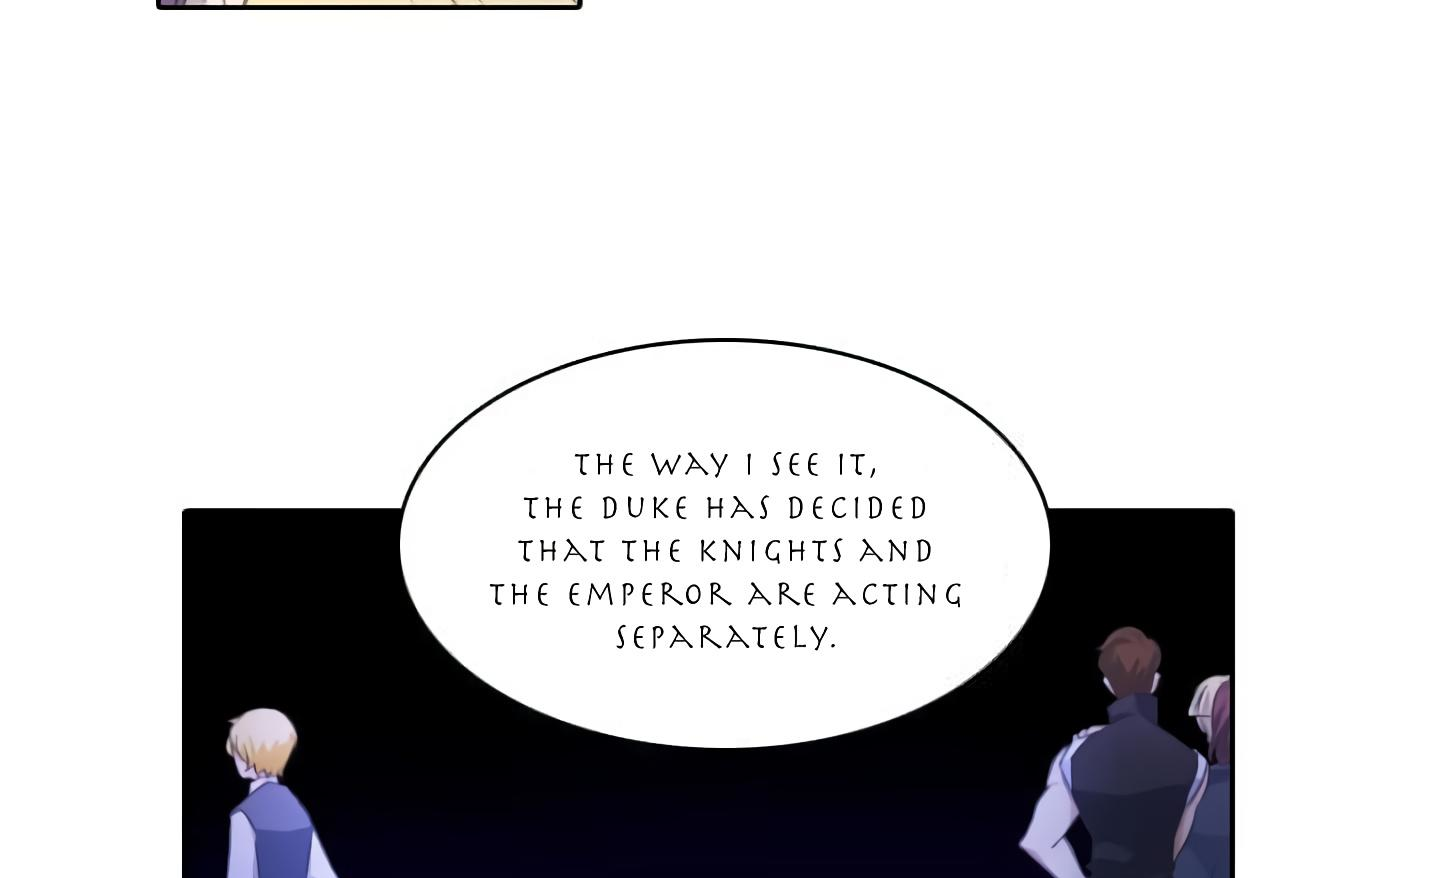 THE WAY I SEE IT,
THE DUKE HAS DECIDED
THAT THE KNIGHTS AND
THE EMPEROR ARE ACTING
SEPARATELY.